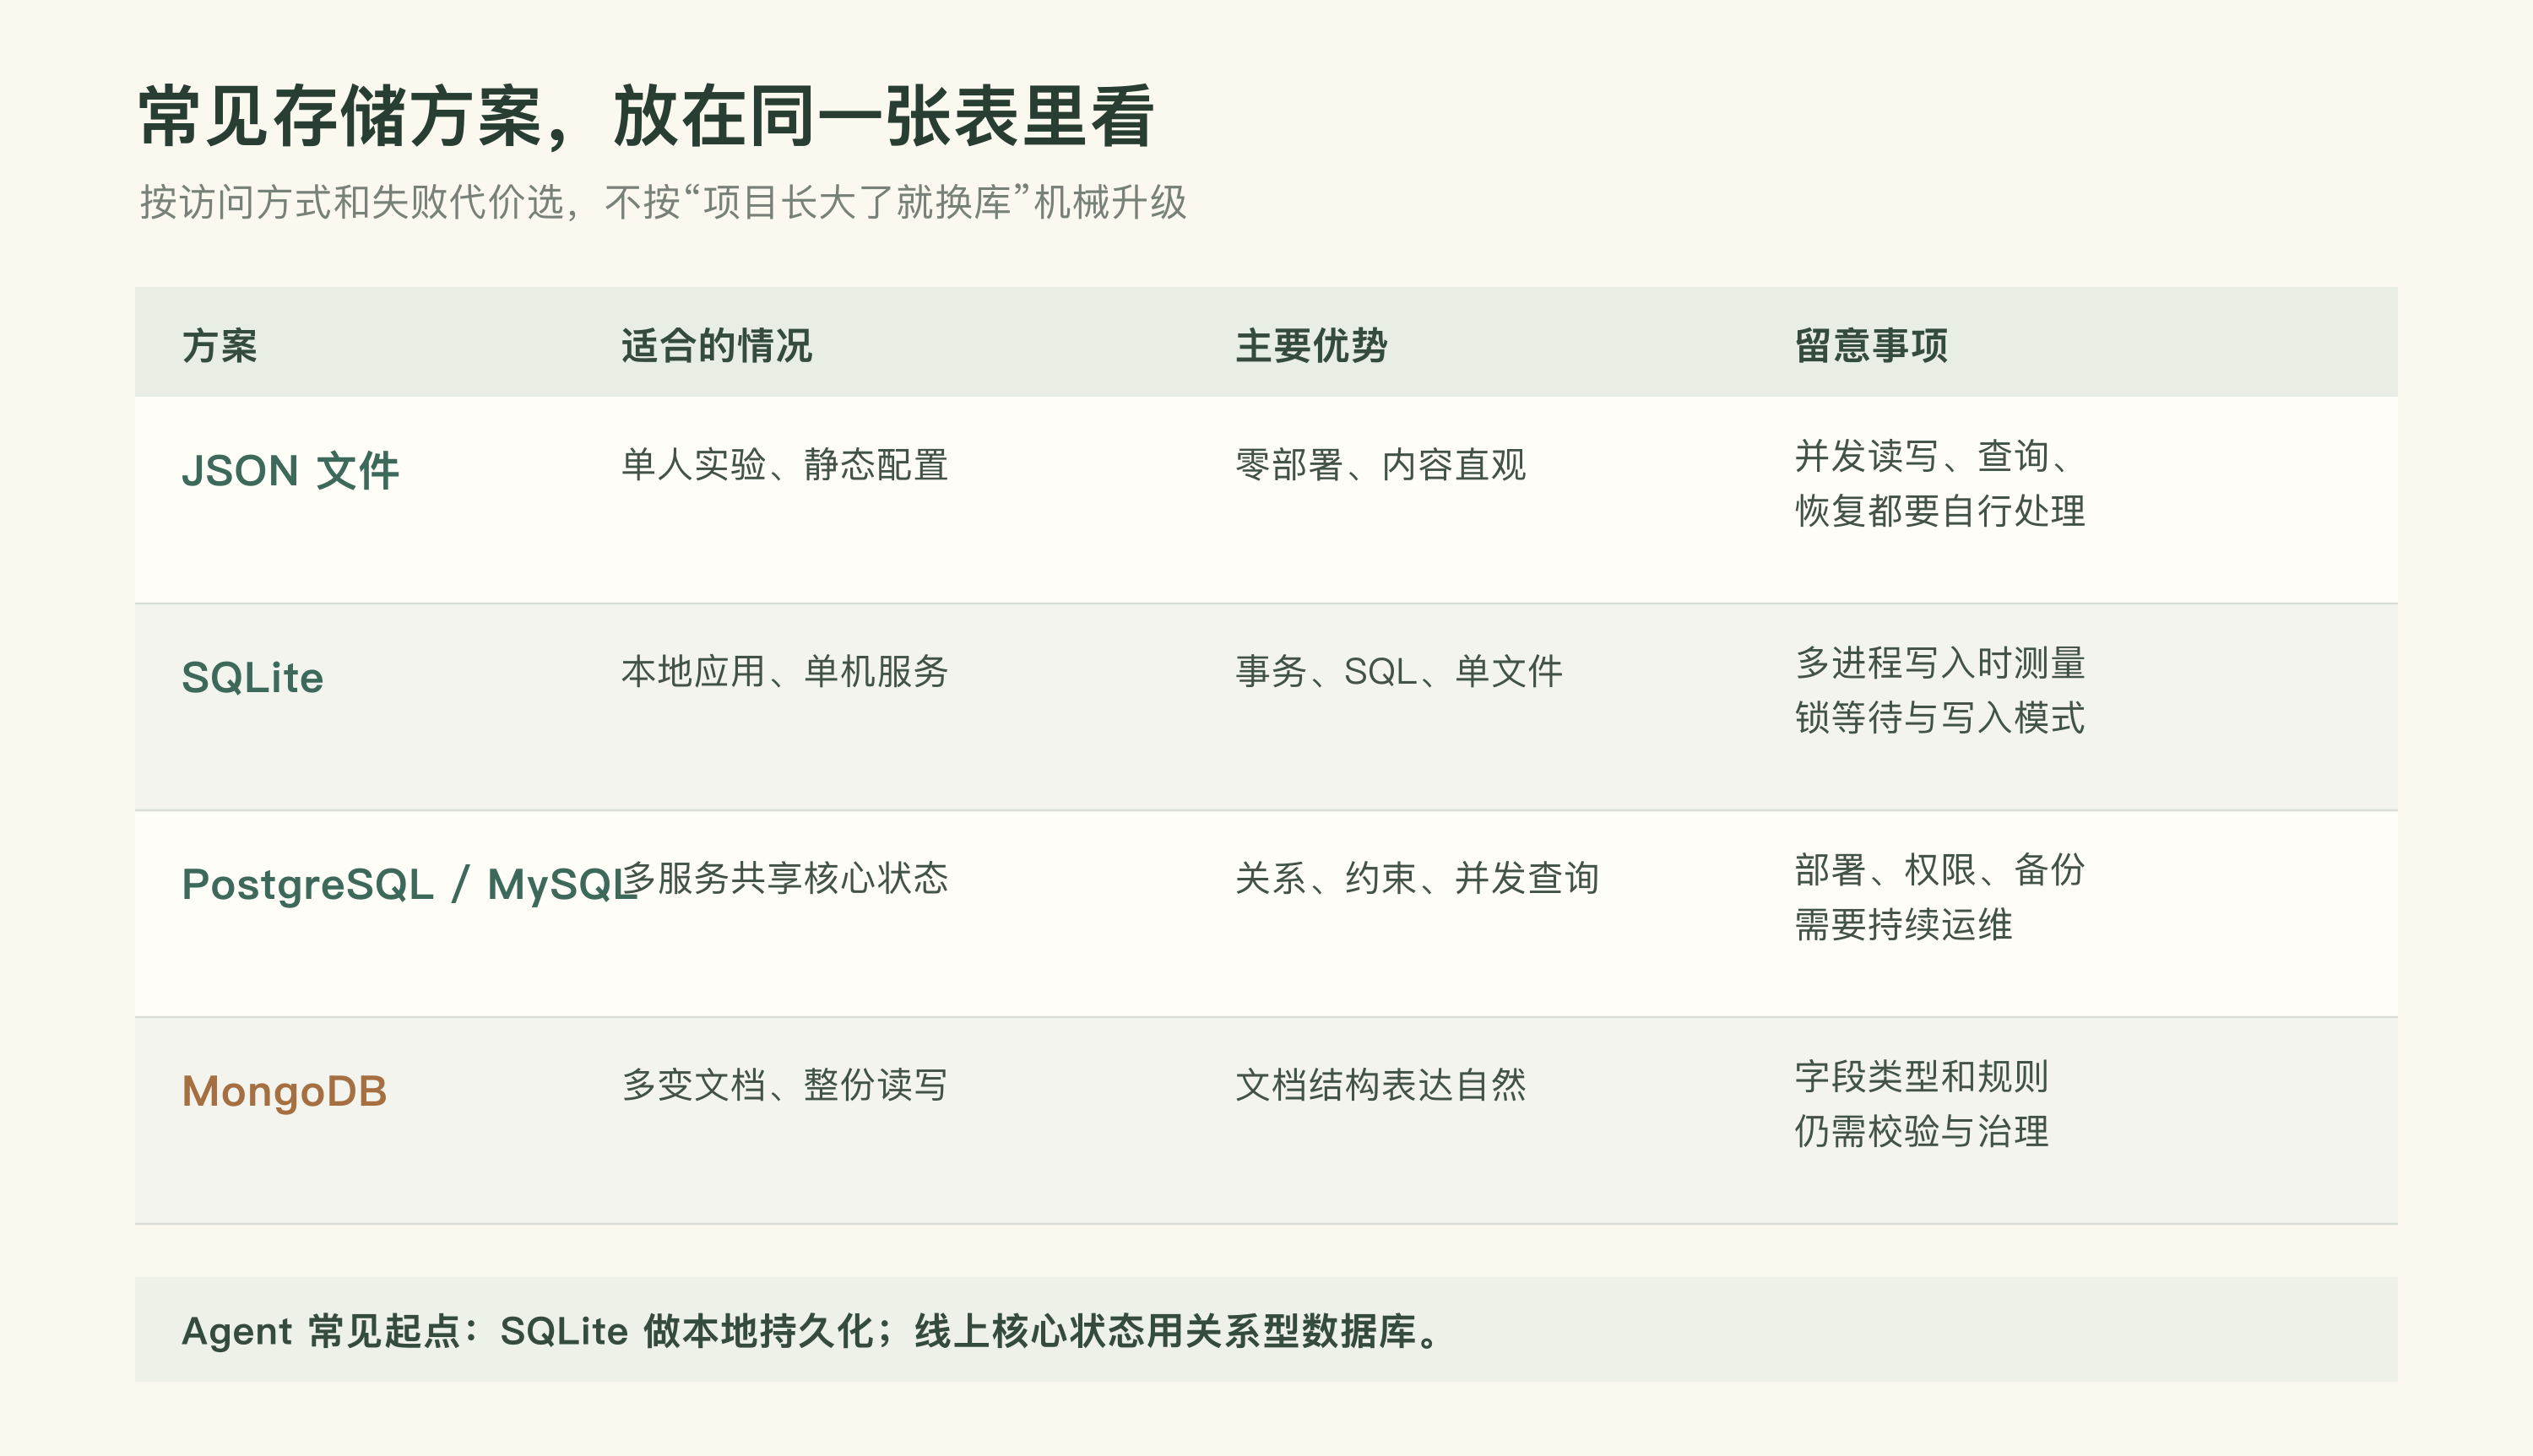 常见存储方案，放在同一张表里看
按访问方式和失败代价选，不按“项目长大了就换库”机械升级
方案 适合的情况 主要优势 留意事项
JSON 文件 单人实验、静态配置 零部署、内容直观 并发读写、查询、
恢复都要自行处理
SQLite 本地应用、单机服务 事务、SQL、单文件 多进程写入时测量
锁等待与写入模式
PostgreSQL / MySQL 多服务共享核心状态 关系、约束、并发查询 部署、权限、备份
需要持续运维
MongoDB 多变文档、整份读写 文档结构表达自然 字段类型和规则
仍需校验与治理
Agent 常见起点：SQLite 做本地持久化；线上核心状态用关系型数据库。